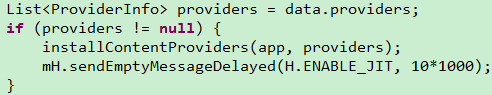 List<ProviderInfo> providers = data.providers;
if (providers != null) {
    installContentProviders(app, providers);
    mH.sendEmptyMessageDelayed(H.ENABLE_JIT, 10*1000);
}